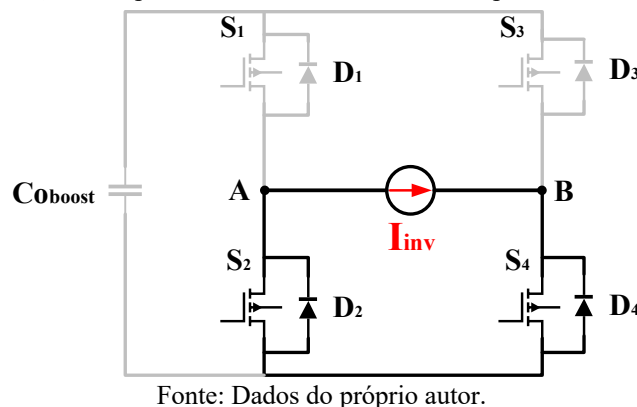 S1 S3
D1 D3
Coboost A B
Iinv
S2 S4
D2 D4
Fonte: Dados do próprio autor.